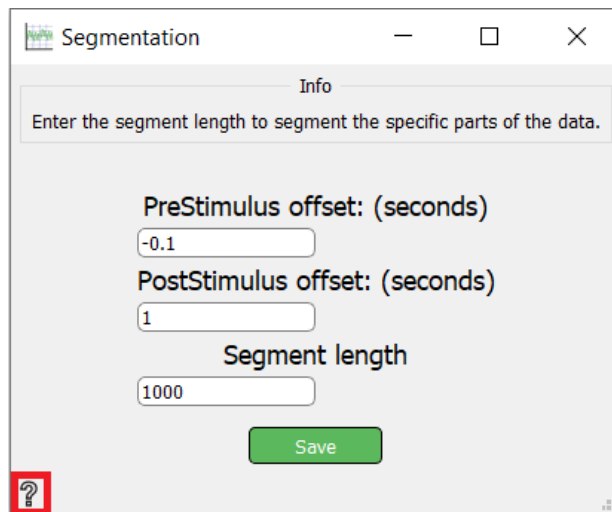 Segmentation
Info
Enter the segment length to segment the specific parts of the data.
PreStimulus offset: (seconds)
-0.1
PostStimulus offset: (seconds)
1
Segment length
1000
Save
?